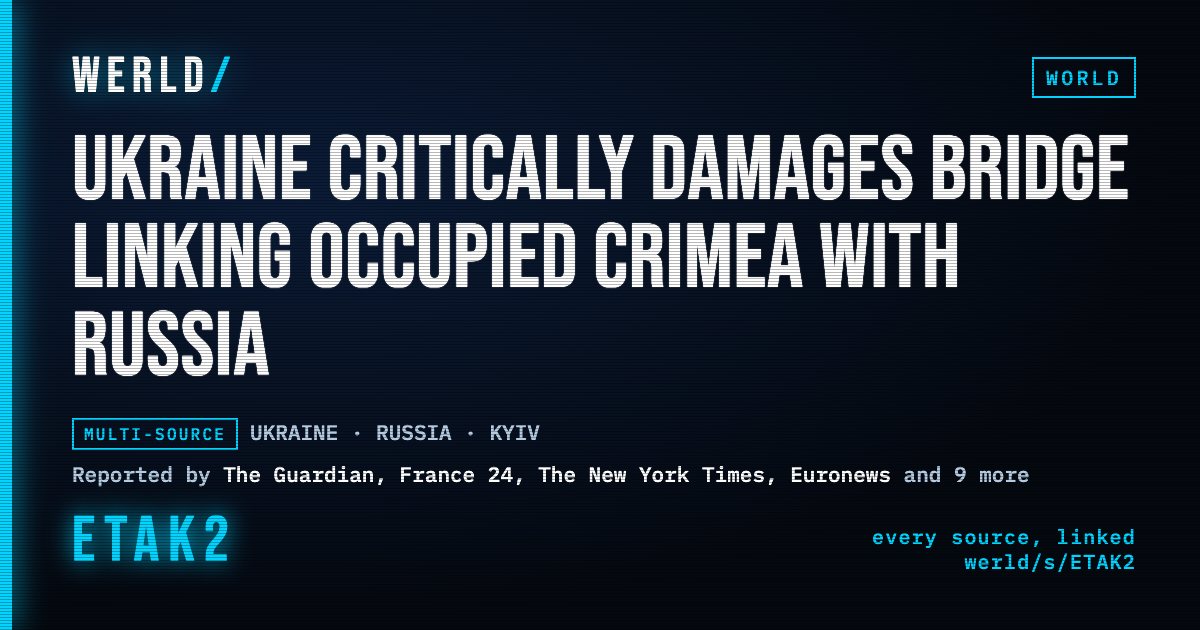 WERLD/
WORLD
UKRAINE CRITICALLY DAMAGES BRIDGE
LINKING OCCUPIED CRIMEA WITH
RUSSIA
MULTI-SOURCE UKRAINE · RUSSIA · KYIV
Reported by The Guardian, France 24, The New York Times, Euronews and 9 more
ETAK2
every source, linked
werld/s/ETAK2